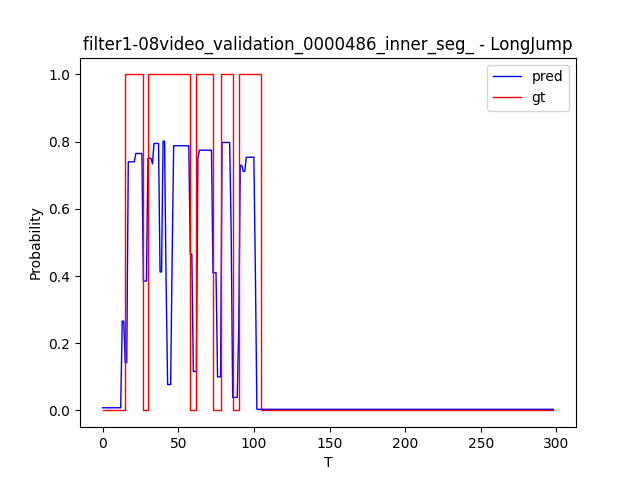 filter1-08video_validation_0000486_inner_seg_ - LongJump
1.0
0.8
0.6
0.4
0.2
0.0
Probability
pred
gt
0 50 100 150 200 250 300
T